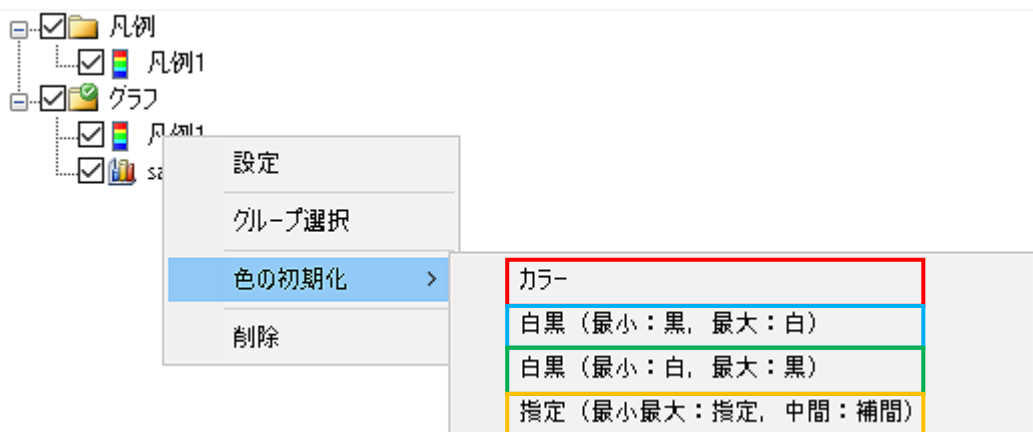 凡例
凡例1
グラフ
凡例1
設定
グループ選択
色の初期化 >
削除
カラー
白黒（最小：黒, 最大：白）
白黒（最小：白, 最大：黒）
指定（最小最大：指定, 中間：補間）